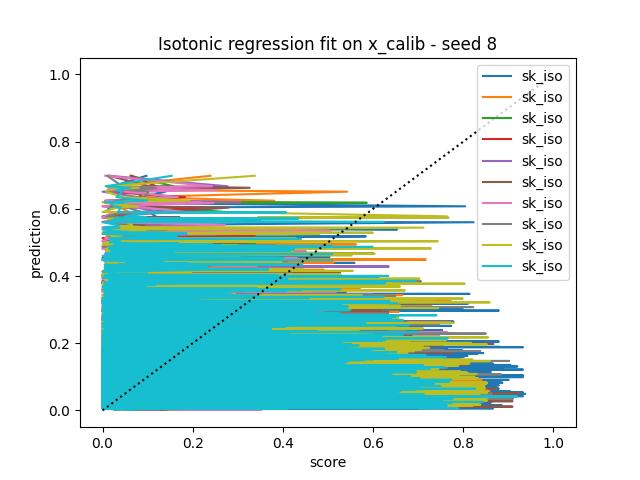 Isotonic regression fit on x_calib - seed 8
1.0
0.8
0.6
0.4
0.2
0.0
prediction
sk_iso
sk_iso
sk_iso
sk_iso
sk_iso
sk_iso
sk_iso
sk_iso
sk_iso
sk_iso
0.0 0.2 0.4 0.6 0.8 1.0
score